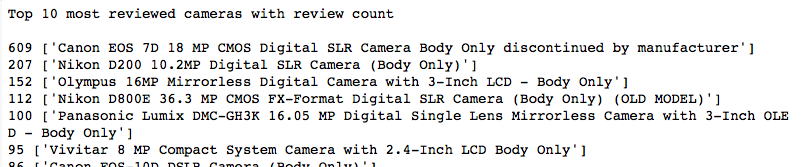 Top 10 most reviewed cameras with review count
609 ['Canon EOS 7D 18 MP CMOS Digital SLR Camera Body Only discontinued by manufacturer']
207 ['Nikon D200 10.2MP Digital SLR Camera (Body Only)']
152 ['Olympus 16MP Mirrorless Digital Camera with 3-Inch LCD - Body Only']
112 ['Nikon D800E 36.3 MP CMOS FX-Format Digital SLR Camera (Body Only) (OLD MODEL)']
100 ['Panasonic Lumix DMC-GH3K 16.05 MP Digital Single Lens Mirrorless Camera with 3-Inch OLE
D - Body Only']
95 ['Vivitar 8 MP Compact System Camera with 2.4-Inch LCD Body Only']
86 ['Canon EOS-10D DSLR Camera (Body Only)']